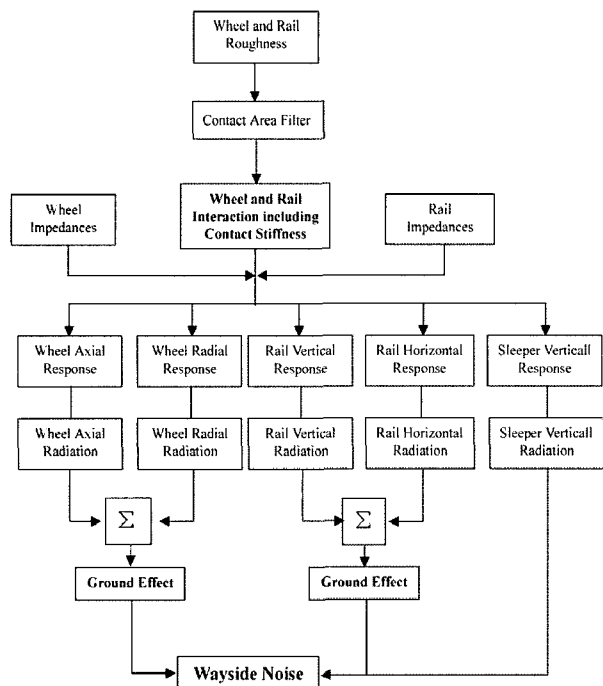 Wheel and Rail
Roughness
Contact Area Filter
Wheel and Rail
Interaction including
Contact Stiffness
Wheel
Impedances
Rail
Impedances
Wheel Axial
Response
Wheel Radial
Response
Rail Vertical
Response
Rail Horizontal
Response
Sleeper Verticall
Response
Wheel Axial
Radiation
Wheel Radial
Radiation
Rail Vertical
Radiation
Rail Horizontal
Radiation
Sleeper Verticall
Radiation
Σ
Σ
Ground Effect
Ground Effect
Wayside Noise